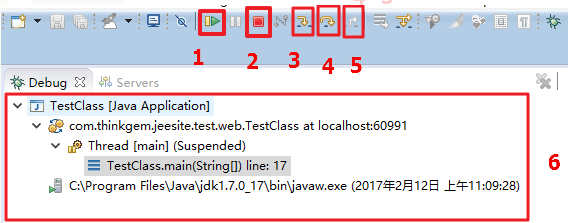 1 2 3 4 5
Debug Servers
TestClass [Java Application]
com.thinkgem.jeesite.test.web.TestClass at localhost:60991
Thread [main] (Suspended)
6
TestClass.main(String[]) line: 17
C:\Program Files\Java\jdk1.7.0_17\bin\javaw.exe (2017年2月12日 上午11:09:28)